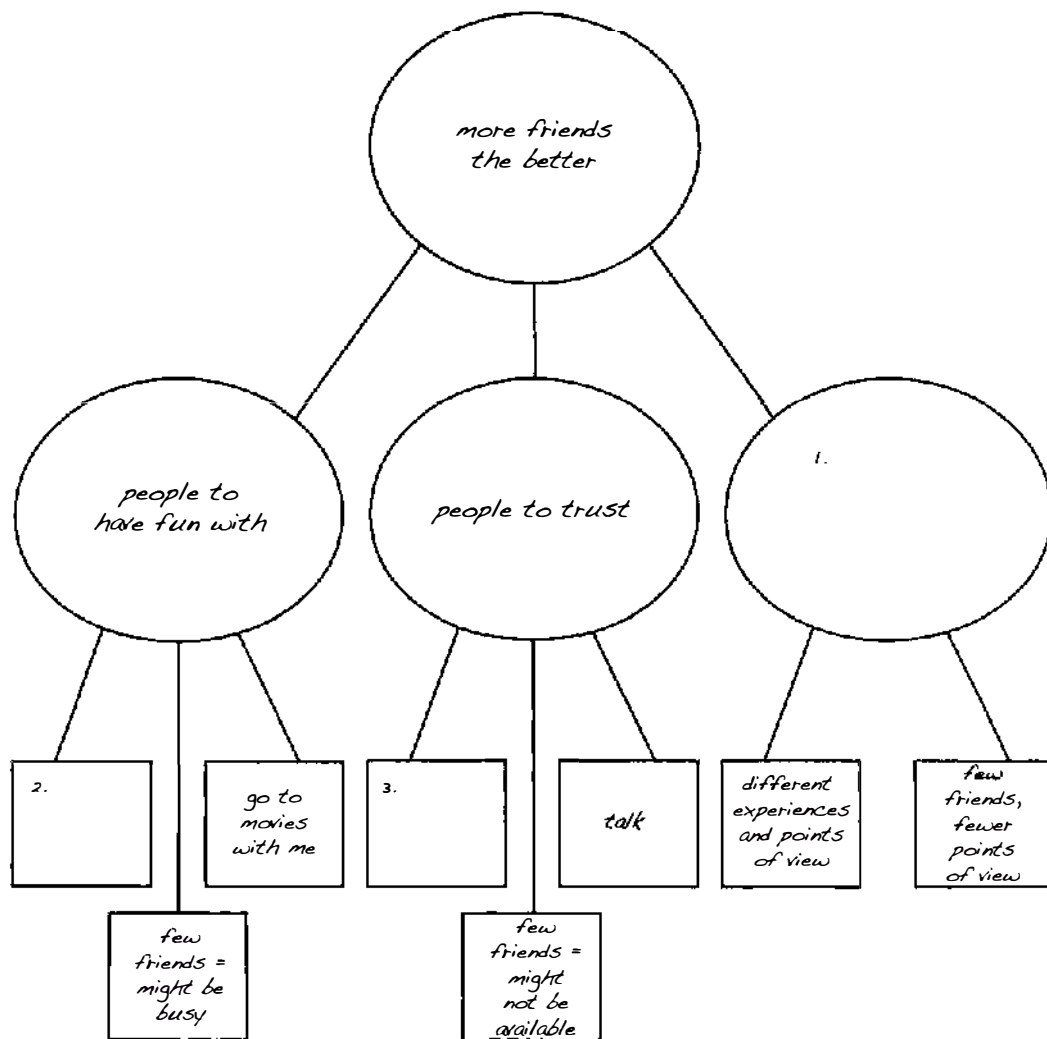 more friends
the better
people to
have fun with
people to trust
1.
2.
go to
movies
with me
3.
talk
different
experiences
and points
of view
few
friends,
fewer
points
of view
few
friends =
might be
busy
few
friends =
might
not be
available